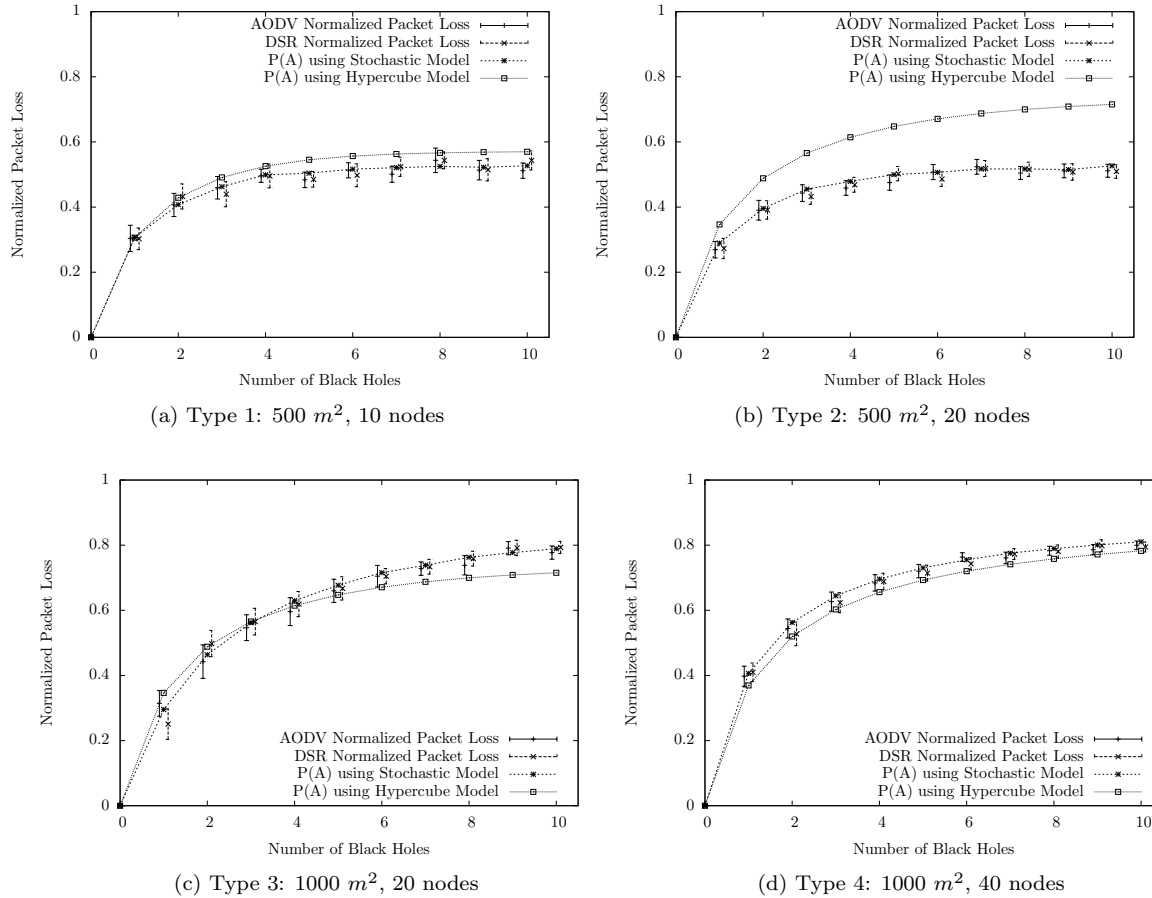 AODV Normalized Packet Loss
DSR Normalized Packet Loss
P(A) using Stochastic Model
P(A) using Hypercube Model
1
0.8
0.6
0.4
0.2
0
0 2 4 6 8 10
Normalized Packet Loss
Number of Black Holes
(a) Type 1: 500 m², 10 nodes
AODV Normalized Packet Loss
DSR Normalized Packet Loss
P(A) using Stochastic Model
P(A) using Hypercube Model
1
0.8
0.6
0.4
0.2
0
0 2 4 6 8 10
Normalized Packet Loss
Number of Black Holes
(b) Type 2: 500 m², 20 nodes
1
0.8
0.6
0.4
0.2
0
0 2 4 6 8 10
Normalized Packet Loss
AODV Normalized Packet Loss
DSR Normalized Packet Loss
P(A) using Stochastic Model
P(A) using Hypercube Model
Number of Black Holes
(c) Type 3: 1000 m², 20 nodes
1
0.8
0.6
0.4
0.2
0
0 2 4 6 8 10
Normalized Packet Loss
AODV Normalized Packet Loss
DSR Normalized Packet Loss
P(A) using Stochastic Model
P(A) using Hypercube Model
Number of Black Holes
(d) Type 4: 1000 m², 40 nodes